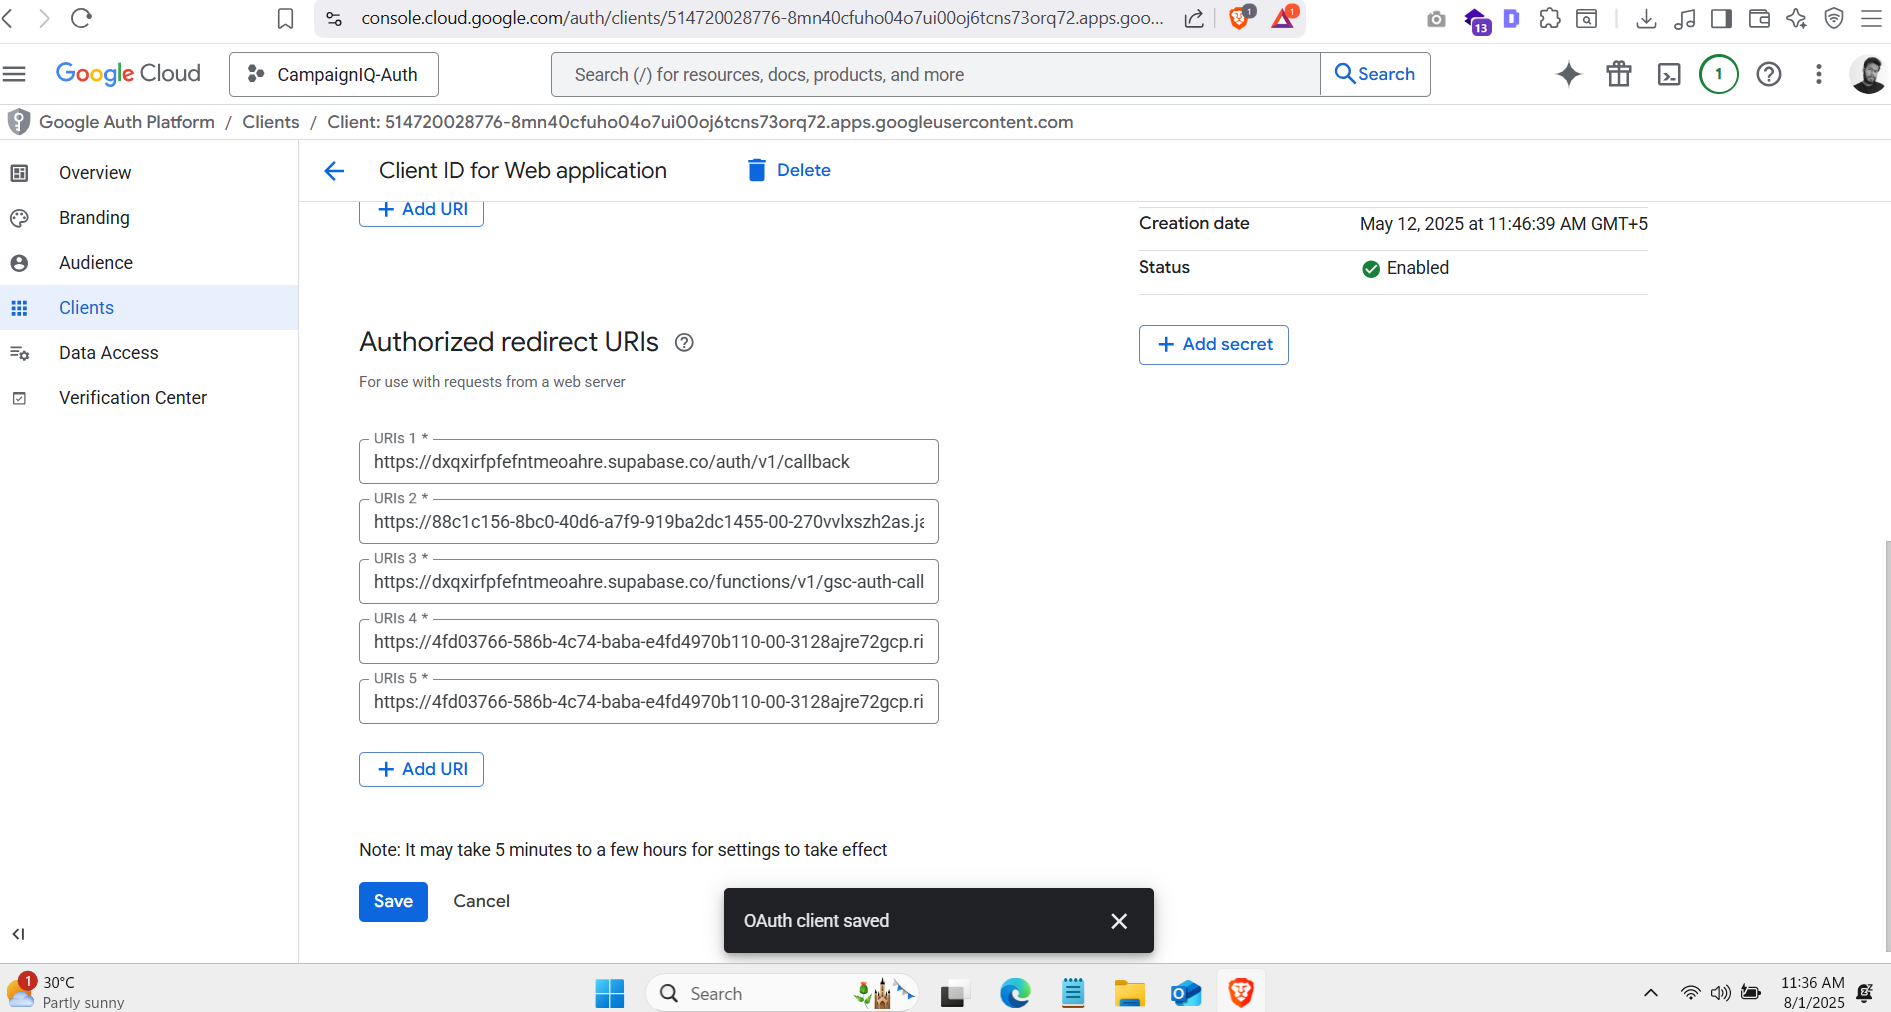 console.cloud.google.com/auth/clients/514720028776-8mn40cfuho04o7ui00oj6tcns73orq72.apps.goo...
1
1
13
Google Cloud
CampaignIQ-Auth
Search (/) for resources, docs, products, and more
Search
1
Google Auth Platform / Clients / Client: 514720028776-8mn40cfuho04o7ui00oj6tcns73orq72.apps.googleusercontent.com
Overview
Branding
Audience
Clients
Data Access
Verification Center
Client ID for Web application
Delete
+ Add URI
Creation date May 12, 2025 at 11:46:39 AM GMT+5
Status Enabled
+ Add secret
Authorized redirect URIs
For use with requests from a web server
URIs 1 *
https://dxqxirfpfefntmeoahre.supabase.co/auth/v1/callback
URIs 2 *
https://88c1c156-8bc0-40d6-a7f9-919ba2dc1455-00-270vvlxszh2as.ja
URIs 3 *
https://dxqxirfpfefntmeoahre.supabase.co/functions/v1/gsc-auth-call
URIs 4 *
https://4fd03766-586b-4c74-baba-e4fd4970b110-00-3128ajre72gcp.ri
URIs 5 *
https://4fd03766-586b-4c74-baba-e4fd4970b110-00-3128ajre72gcp.ri
+ Add URI
Note: It may take 5 minutes to a few hours for settings to take effect
Save
Cancel
OAuth client saved
1
30°C
Partly sunny
Search
11:36 AM
8/1/2025